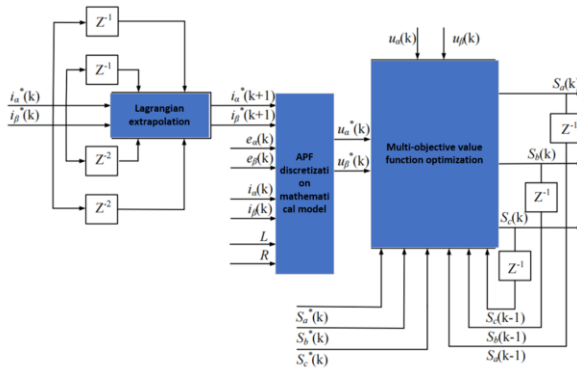 Z⁻¹
Z⁻¹
Z⁻²
Z⁻²
iα*(k)
iβ*(k)
Lagrangian
extrapolation
iα*(k+1)
iβ*(k+1)
eα(k)
eβ(k)
iα(k)
iβ(k)
L
R
APF
discretizati
on
mathemati
cal model
uα*(k)
uβ*(k)
uα(k)
uβ(k)
Multi-objective value
function optimization
Sa(k)
Z⁻¹
Sb(k)
Z⁻¹
Sc(k)
Z⁻¹
Sa*(k)
Sb*(k)
Sc*(k)
Sc(k-1)
Sb(k-1)
Sa(k-1)